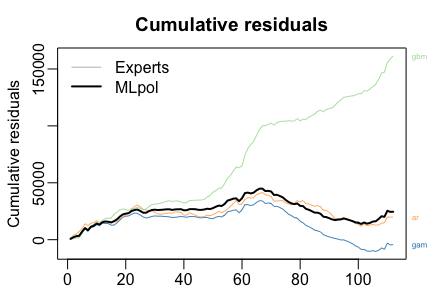 Cumulative residuals
Cumulative residuals
150000
50000
0
Experts
MLpol
gbm
ar
gam
0 20 40 60 80 100